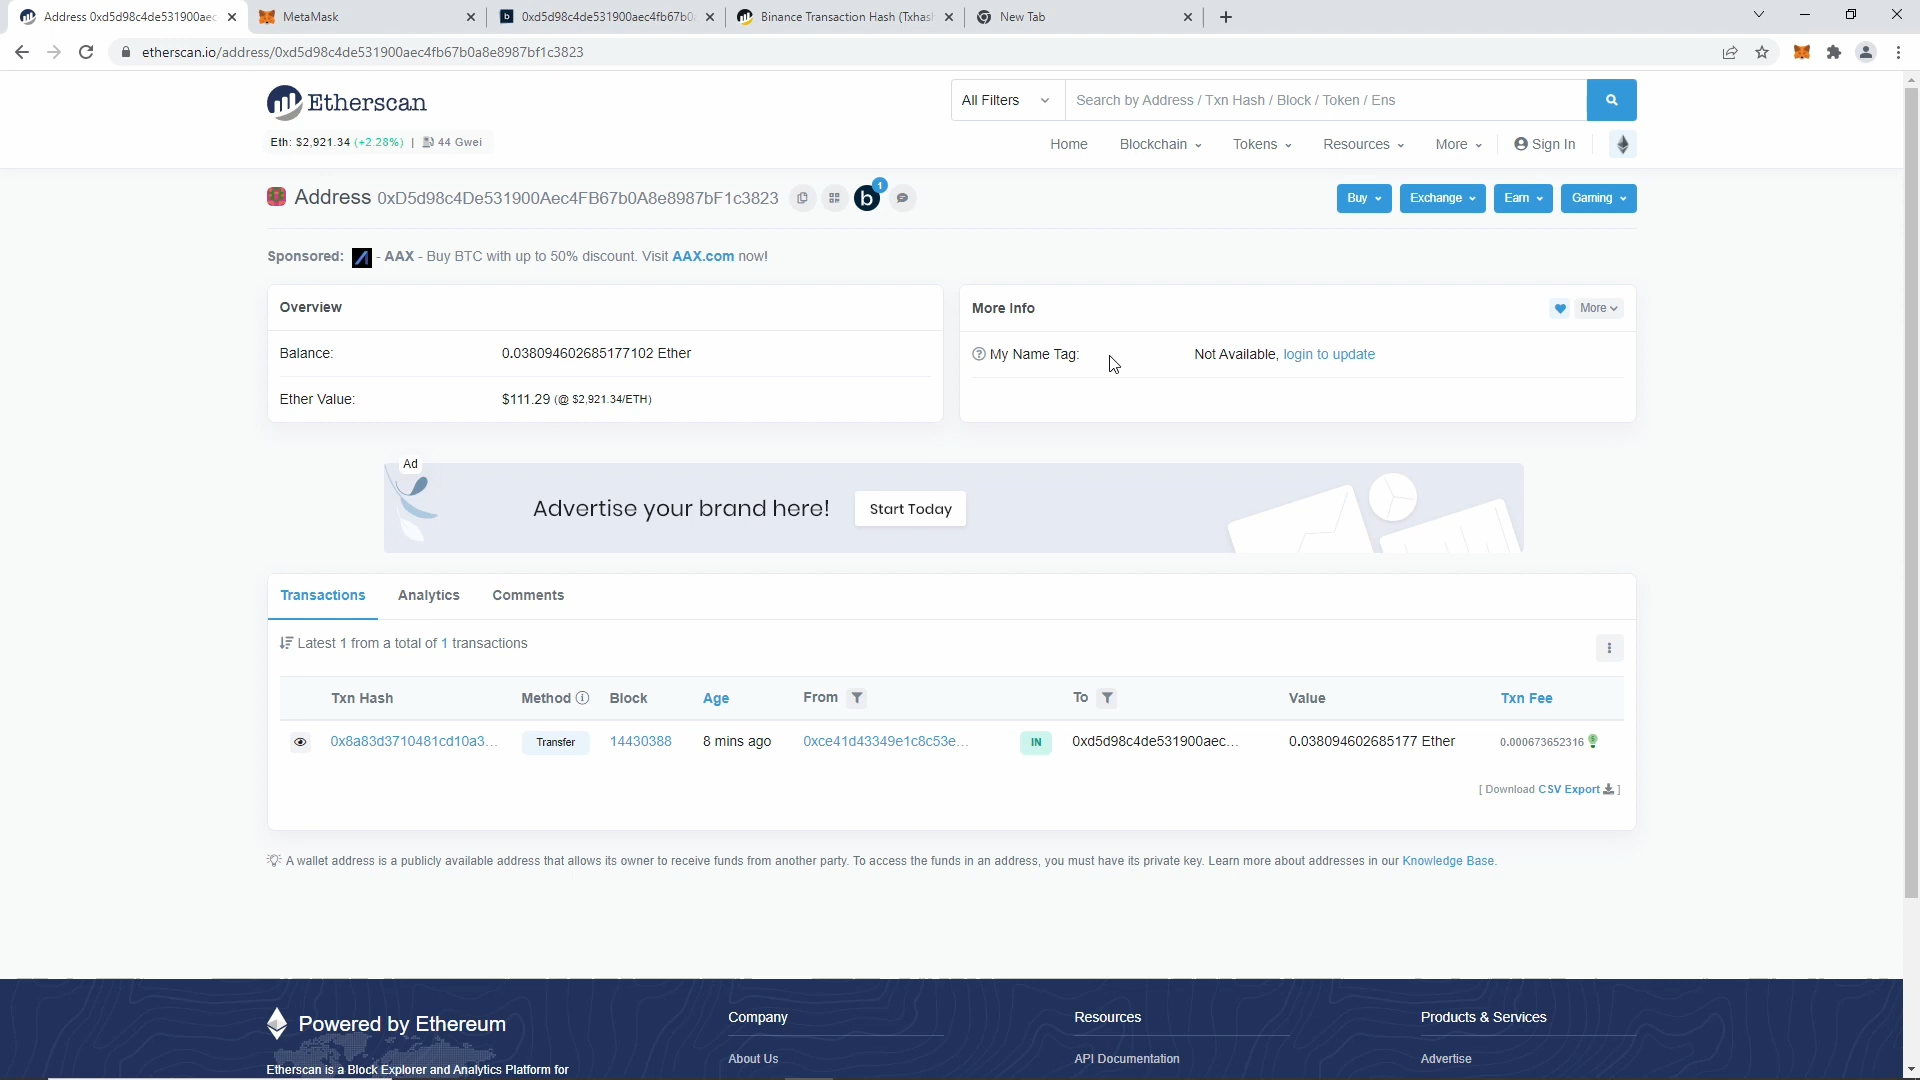 Address 0xd5d98c4de531900aec
MetaMask
0xd5d98c4de531900aec4fb67b0
Binance Transaction Hash (Txhas
New Tab
etherscan.io/address/0xd5d98c4de531900aec4fb67b0a8e8987bf1c3823
Etherscan
All Filters
Search by Address / Txn Hash / Block / Token / Ens
Eth: $2,921.34 (+2.28%) | 44 Gwei
Home Blockchain Tokens Resources More Sign In
Address 0xD5d98c4De531900Aec4FB67b0A8e8987bF1c3823
b 1
Buy Exchange Earn Gaming
Sponsored: - AAX - Buy BTC with up to 50% discount. Visit AAX.com now!
Overview
Balance: 0.038094602685177102 Ether
Ether Value: $111.29 (@ $2,921.34/ETH)
More Info
More
My Name Tag: Not Available, login to update
Ad
Advertise your brand here! Start Today
Transactions Analytics Comments
Latest 1 from a total of 1 transactions
Txn Hash Method Block Age From To Value Txn Fee
0x8a83d3710481cd10a3... Transfer 14430388 8 mins ago 0xce41d43349e1c8c53e... IN 0xd5d98c4de531900aec... 0.038094602685177 Ether 0.000673652316
[ Download CSV Export ]
A wallet address is a publicly available address that allows its owner to receive funds from another party. To access the funds in an address, you must have its private key. Learn more about addresses in our Knowledge Base.
Powered by Ethereum
Etherscan is a Block Explorer and Analytics Platform for
Company
About Us
Resources
API Documentation
Products & Services
Advertise